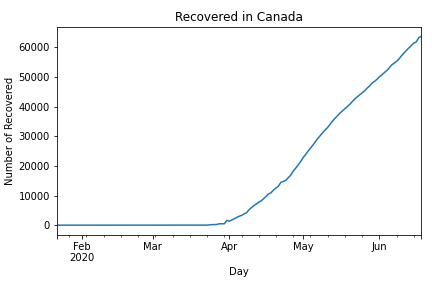 Recovered in Canada
Number of Recovered
60000
50000
40000
30000
20000
10000
0
Feb
2020
Mar
Apr
May
Jun
Day